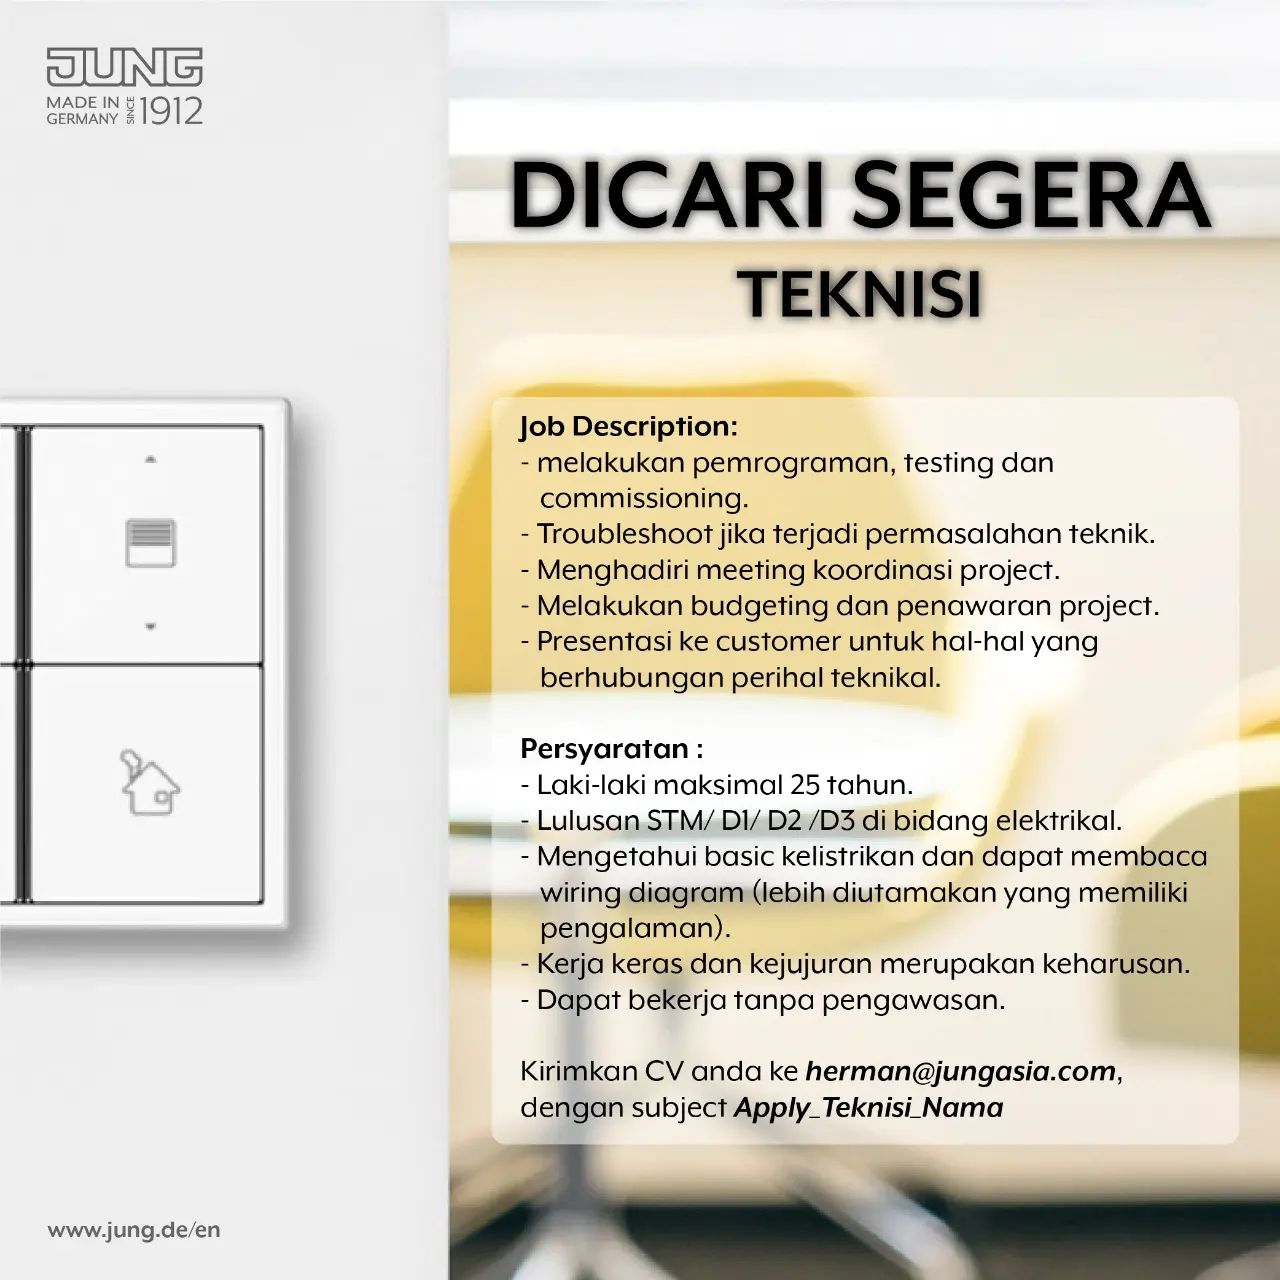 JUNG
MADE IN GERMANY SINCE 1912
DICARI SEGERA
TEKNISI
Job Description:
- melakukan pemrograman, testing dan
commissioning.
- Troubleshoot jika terjadi permasalahan teknik.
- Menghadiri meeting koordinasi project.
- Melakukan budgeting dan penawaran project.
- Presentasi ke customer untuk hal-hal yang
berhubungan perihal teknikal.
Persyaratan :
- Laki-laki maksimal 25 tahun.
- Lulusan STM/ D1/ D2 /D3 di bidang elektrikal.
- Mengetahui basic kelistrikan dan dapat membaca
wiring diagram (lebih diutamakan yang memiliki
pengalaman).
- Kerja keras dan kejujuran merupakan keharusan.
- Dapat bekerja tanpa pengawasan.
Kirimkan CV anda ke herman@jungasia.com,
dengan subject Apply_Teknisi_Nama
www.jung.de/en